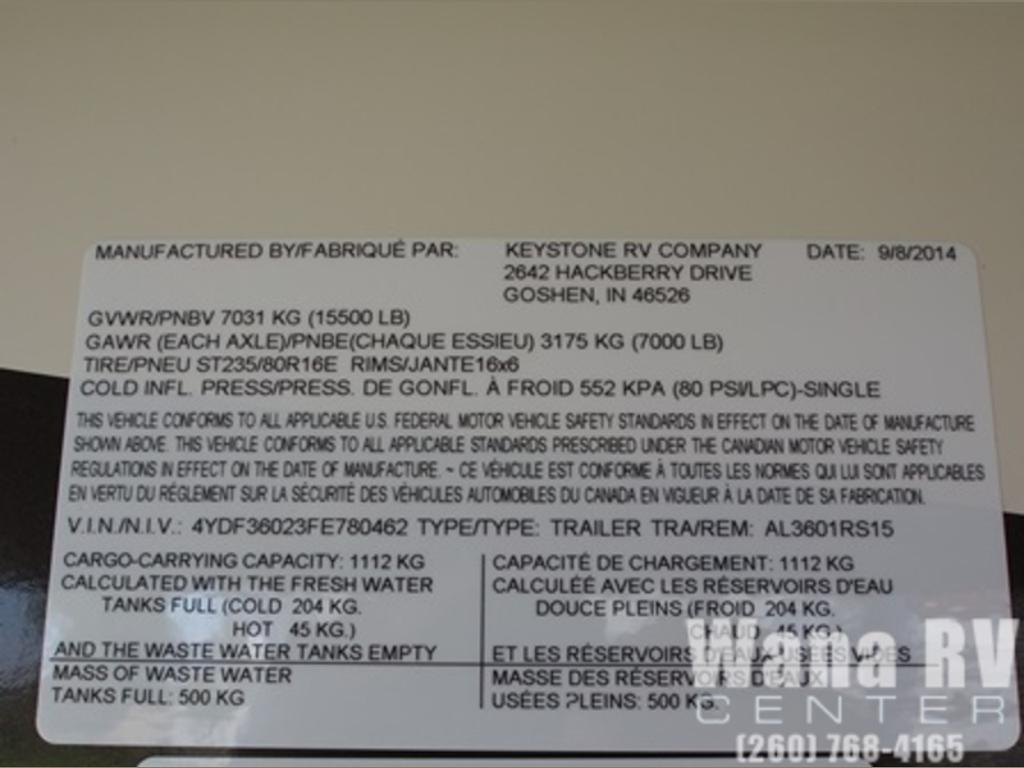 MANUFACTURED BY/FABRIQUÉ PAR: KEYSTONE RV COMPANY DATE: 9/8/2014
2642 HACKBERRY DRIVE
GOSHEN, IN 46526
GVWR/PNBV 7031 KG (15500 LB)
GAWR (EACH AXLE)/PNBE(CHAQUE ESSIEU) 3175 KG (7000 LB)
TIRE/PNEU ST235/80R16E RIMS/JANTE16x6
COLD INFL. PRESS/PRESS. DE GONFL. À FROID 552 KPA (80 PSI/LPC)-SINGLE
THIS VEHICLE CONFORMS TO ALL APPLICABLE U.S. FEDERAL MOTOR VEHICLE SAFETY STANDARDS IN EFFECT ON THE DATE OF MANUFACTURE
SHOWN ABOVE. THIS VEHICLE CONFORMS TO ALL APPLICABLE STANDARDS PRESCRIBED UNDER THE CANADIAN MOTOR VEHICLE SAFETY
REGULATIONS IN EFFECT ON THE DATE OF MANUFACTURE. ~ CE VÉHICULE EST CONFORME À TOUTES LES NORMES QUI LUI SONT APPLICABLES
EN VERTU DU RÉGLEMENT SUR LA SÉCURITÉ DES VÉHICULES AUTOMOBILES DU CANADA EN VIGUEUR À LA DATE DE SA FABRICATION.
V.I.N./N.I.V.: 4YDF36023FE780462 TYPE/TYPE: TRAILER TRA/REM: AL3601RS15
CARGO-CARRYING CAPACITY: 1112 KG
CALCULATED WITH THE FRESH WATER
TANKS FULL (COLD 204 KG.
HOT 45 KG.)
AND THE WASTE WATER TANKS EMPTY
MASS OF WASTE WATER
TANKS FULL: 500 KG
CAPACITÉ DE CHARGEMENT: 1112 KG
CALCULÉÉ AVEC LES RÉSERVOIRS D'EAU
DOUCE PLEINS (FROID 204 KG.
CHAUD 45 KG.)
ET LES RÉSERVOIRS D'EAUX USÉES VIDES
MASSE DES RÉSERVOIRS D'EAUX
USÉES PLEINS: 500 KG.
Wana RV
CENTER
(260) 768-4165